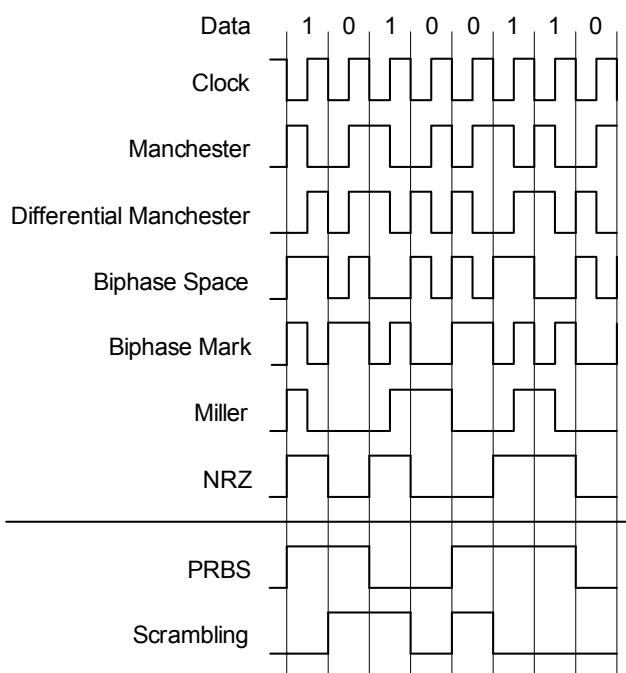 Data 1 0 1 0 0 1 1 0
Clock
Manchester
Differential Manchester
Biphase Space
Biphase Mark
Miller
NRZ
PRBS
Scrambling